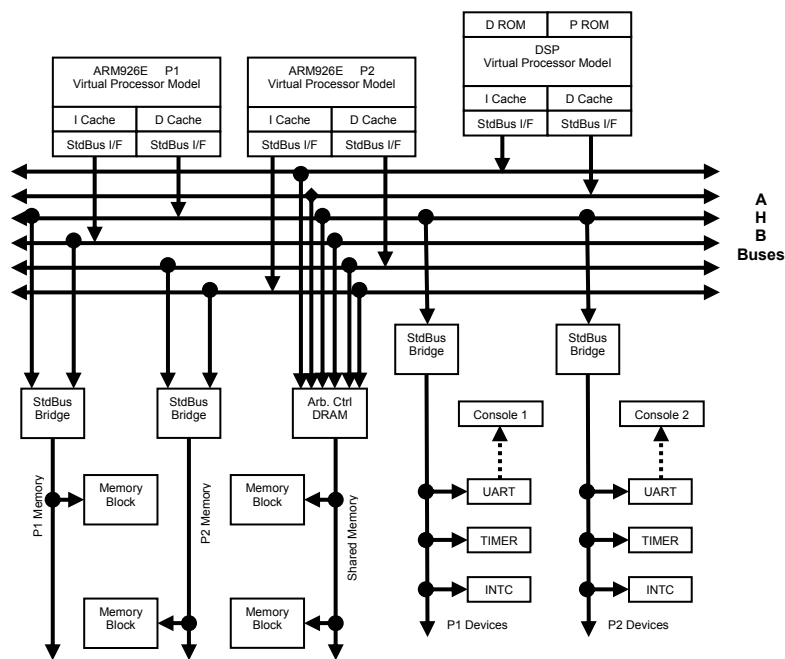 D ROM
P ROM
DSP
Virtual Processor Model
I Cache
D Cache
StdBus I/F
StdBus I/F
ARM926E P1
Virtual Processor Model
I Cache
D Cache
StdBus I/F
StdBus I/F
ARM926E P2
Virtual Processor Model
I Cache
D Cache
StdBus I/F
StdBus I/F
A
H
B
Buses
StdBus
Bridge
StdBus
Bridge
StdBus
Bridge
StdBus
Bridge
Arb. Ctrl
DRAM
Console 1
Console 2
P1 Memory
Memory
Block
P2 Memory
Memory
Block
Shared Memory
UART
UART
TIMER
TIMER
Memory
Block
Memory
Block
INTC
INTC
P1 Devices
P2 Devices